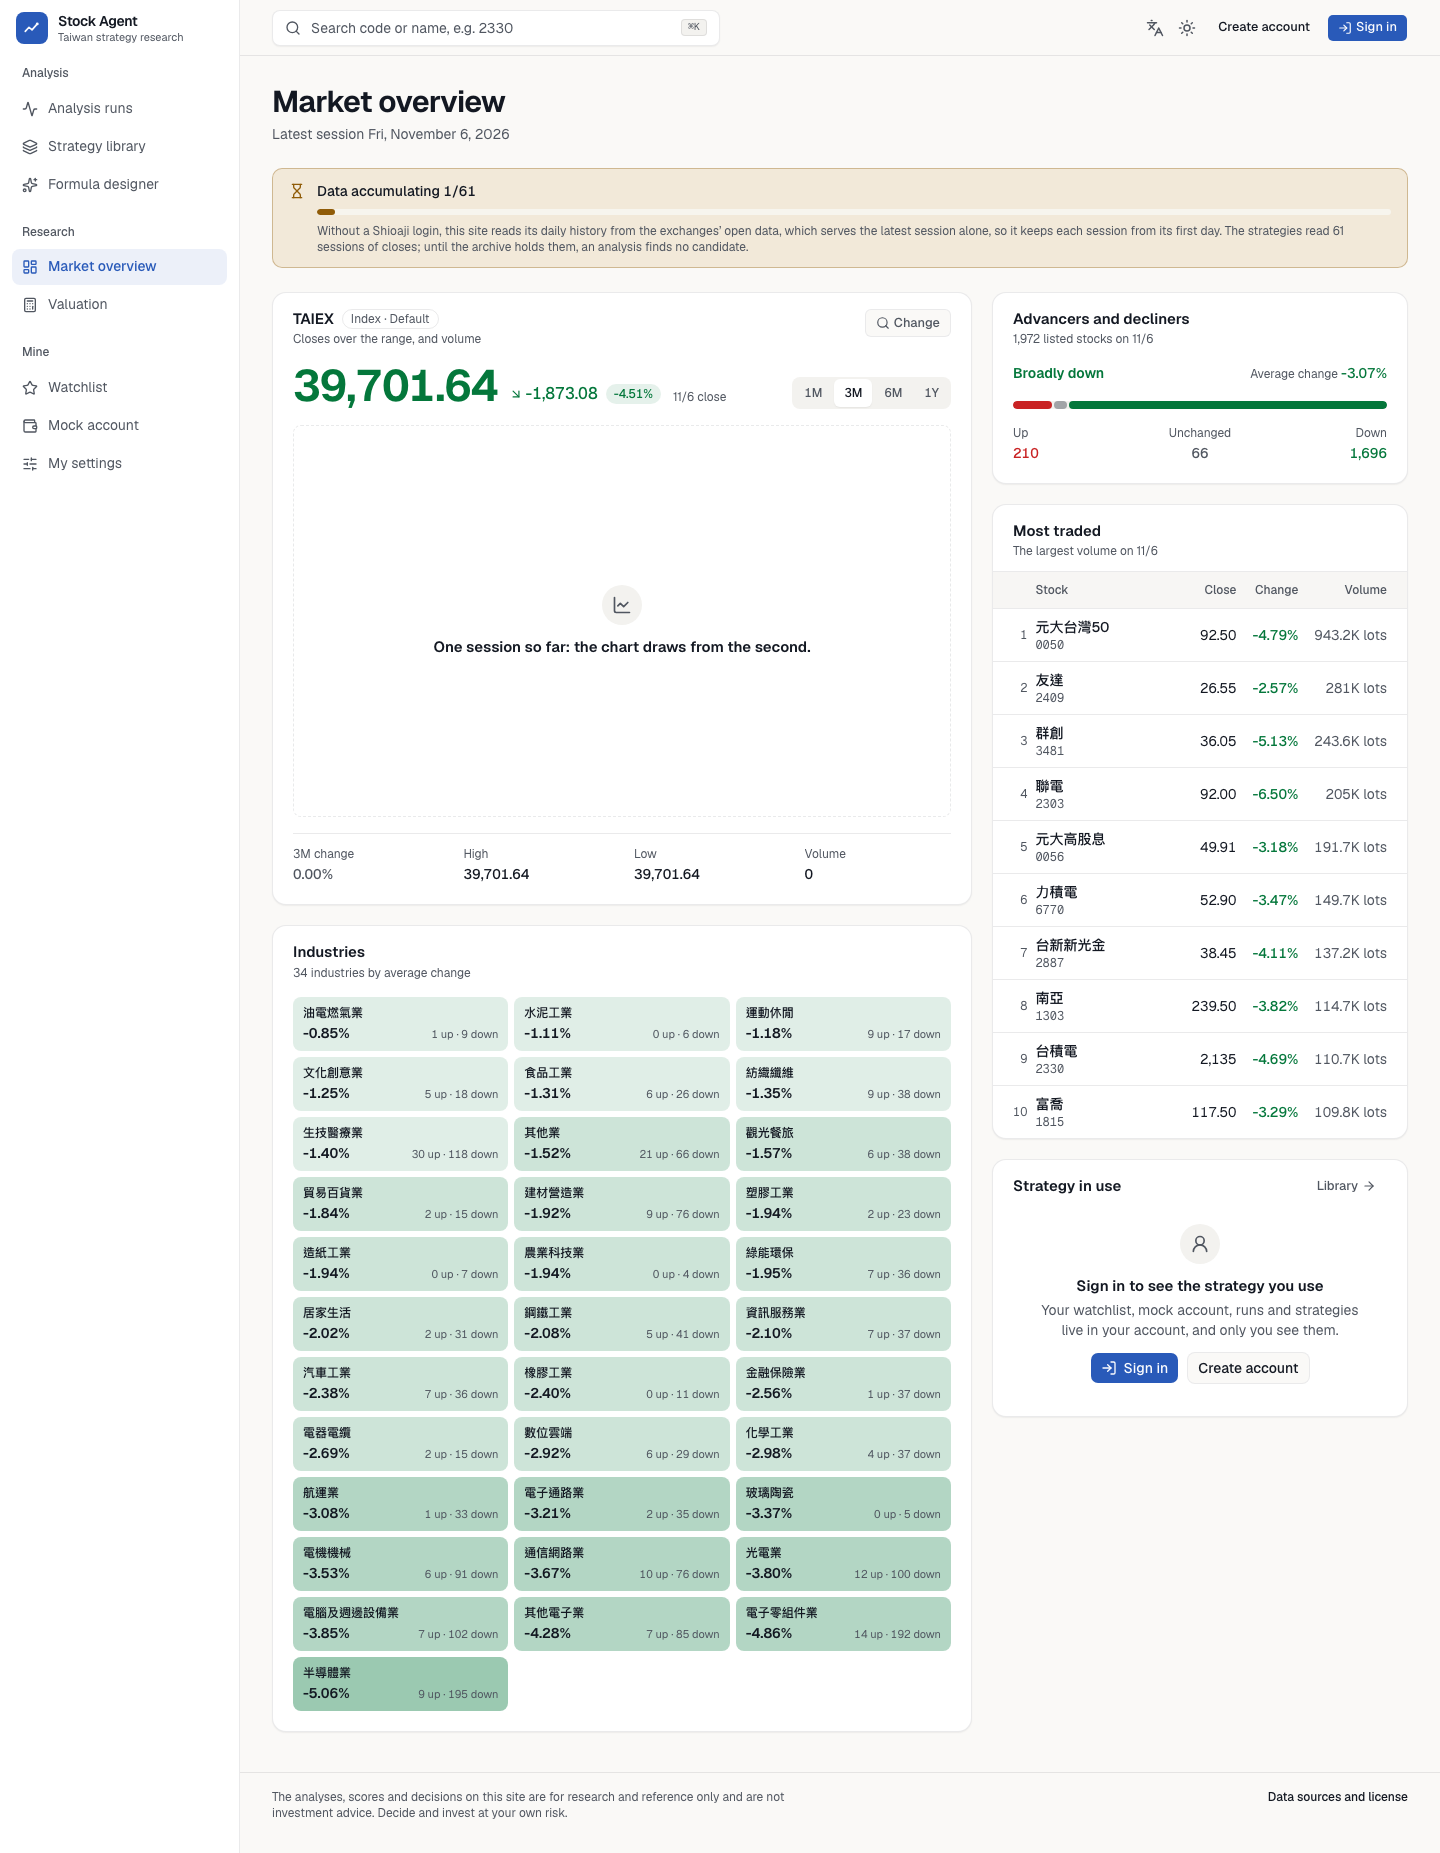 Stock Agent
Taiwan strategy research
Analysis
Analysis runs
Strategy library
Formula designer
Research
Market overview
Valuation
Mine
Watchlist
Mock account
My settings
Search code or name, e.g. 2330
⌘K
Create account
Sign in
Market overview
Latest session Fri, November 6, 2026
Data accumulating 1/61
Without a Shioaji login, this site reads its daily history from the exchanges’ open data, which serves the latest session alone, so it keeps each session from its first day. The strategies read 61
sessions of closes; until the archive holds them, an analysis finds no candidate.
TAIEX Index · Default
Closes over the range, and volume
Change
39,701.64 -1,873.08 -4.51% 11/6 close
1M 3M 6M 1Y
One session so far: the chart draws from the second.
3M change High Low Volume
0.00% 39,701.64 39,701.64 0
Industries
34 industries by average change
油電燃氣業
-0.85% 1 up · 9 down
水泥工業
-1.11% 0 up · 6 down
運動休閒
-1.18% 9 up · 17 down
文化創意業
-1.25% 5 up · 18 down
食品工業
-1.31% 6 up · 26 down
紡織纖維
-1.35% 9 up · 38 down
生技醫療業
-1.40% 30 up · 118 down
其他業
-1.52% 21 up · 66 down
觀光餐旅
-1.57% 6 up · 38 down
貿易百貨業
-1.84% 2 up · 15 down
建材營造業
-1.92% 9 up · 76 down
塑膠工業
-1.94% 2 up · 23 down
造紙工業
-1.94% 0 up · 7 down
農業科技業
-1.94% 0 up · 4 down
綠能環保
-1.95% 7 up · 36 down
居家生活
-2.02% 2 up · 31 down
鋼鐵工業
-2.08% 5 up · 41 down
資訊服務業
-2.10% 7 up · 37 down
汽車工業
-2.38% 7 up · 36 down
橡膠工業
-2.40% 0 up · 11 down
金融保險業
-2.56% 1 up · 37 down
電器電纜
-2.69% 2 up · 15 down
數位雲端
-2.92% 6 up · 29 down
化學工業
-2.98% 4 up · 37 down
航運業
-3.08% 1 up · 33 down
電子通路業
-3.21% 2 up · 35 down
玻璃陶瓷
-3.37% 0 up · 5 down
電機機械
-3.53% 6 up · 91 down
通信網路業
-3.67% 10 up · 76 down
光電業
-3.80% 12 up · 100 down
電腦及週邊設備業
-3.85% 7 up · 102 down
其他電子業
-4.28% 7 up · 85 down
電子零組件業
-4.86% 14 up · 192 down
半導體業
-5.06% 9 up · 195 down
Advancers and decliners
1,972 listed stocks on 11/6
Broadly down Average change -3.07%
Up Unchanged Down
210 66 1,696
Most traded
The largest volume on 11/6
Stock Close Change Volume
1 元大台灣50 92.50 -4.79% 943.2K lots
0050
2 友達 26.55 -2.57% 281K lots
2409
3 群創 36.05 -5.13% 243.6K lots
3481
4 聯電 92.00 -6.50% 205K lots
2303
5 元大高股息 49.91 -3.18% 191.7K lots
0056
6 力積電 52.90 -3.47% 149.7K lots
6770
7 台新新光金 38.45 -4.11% 137.2K lots
2887
8 南亞 239.50 -3.82% 114.7K lots
1303
9 台積電 2,135 -4.69% 110.7K lots
2330
10 富喬 117.50 -3.29% 109.8K lots
1815
Strategy in use
Library
Sign in to see the strategy you use
Your watchlist, mock account, runs and strategies
live in your account, and only you see them.
Sign in
Create account
The analyses, scores and decisions on this site are for research and reference only and are not
investment advice. Decide and invest at your own risk.
Data sources and license